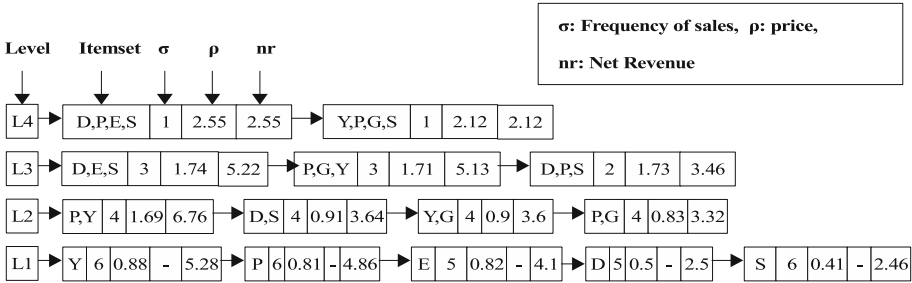 σ: Frequency of sales, ρ: price,
nr: Net Revenue
Level Itemset σ ρ nr
L4 D,P,E,S 1 2.55 2.55 Y,P,G,S 1 2.12 2.12
L3 D,E,S 3 1.74 5.22 P,G,Y 3 1.71 5.13 D,P,S 2 1.73 3.46
L2 P,Y 4 1.69 6.76 D,S 4 0.91 3.64 Y,G 4 0.9 3.6 P,G 4 0.83 3.32
L1 Y 6 0.88 - 5.28 P 6 0.81 - 4.86 E 5 0.82 - 4.1 D 5 0.5 - 2.5 S 6 0.41 - 2.46